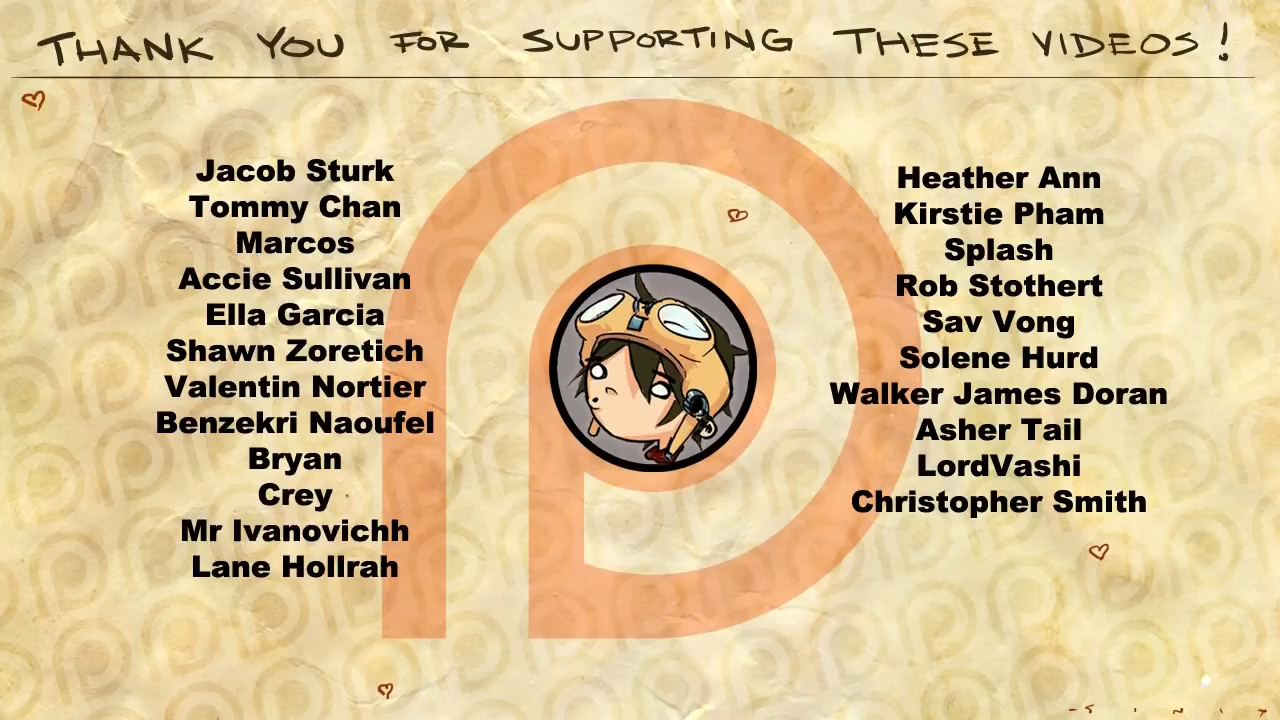 THANK YOU FOR SUPPORTING THESE VIDEOS!
Jacob Sturk
Tommy Chan
Marcos
Accie Sullivan
Ella Garcia
Shawn Zoretich
Valentin Nortier
Benzekri Naoufel
Bryan
Crey
Mr Ivanovichh
Lane Hollrah
Heather Ann
Kirstie Pham
Splash
Rob Stothert
Sav Vong
Solene Hurd
Walker James Doran
Asher Tail
LordVashi
Christopher Smith